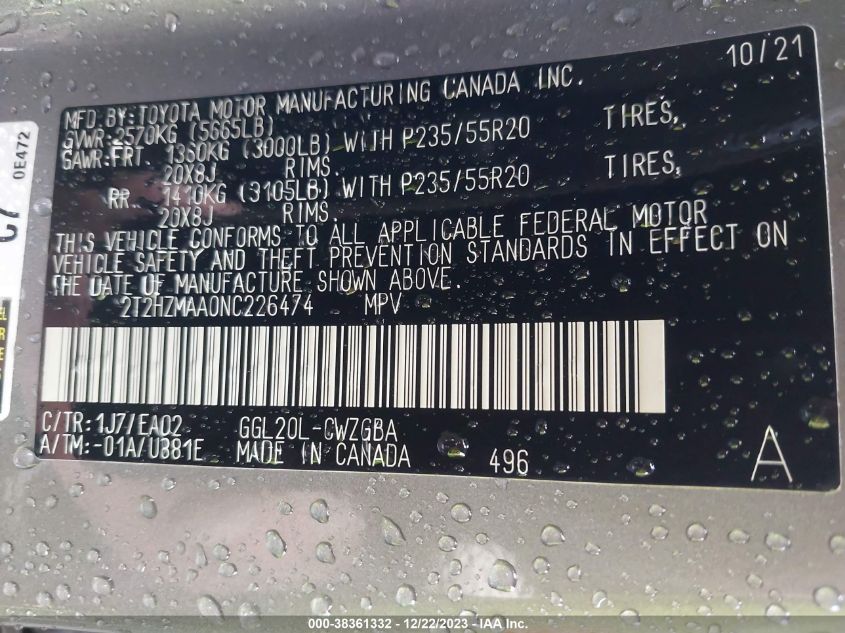 10/21
MFD BY:TOYOTA MOTOR MANUFACTURING CANADA INC.
GVWR:2570KG (5665LB)
GAWR:FRT. 1360KG (3000LB) WITH P235/55R20 TIRES,
20X8J RIMS.
RR 1410KG (3105LB) WITH P235/55R20 TIRES,
20X8J RIMS.
THIS VEHICLE CONFORMS TO ALL APPLICABLE FEDERAL MOTOR
VEHICLE SAFETY AND THEFT PREVENTION STANDARDS IN EFFECT ON
THE DATE OF MANUFACTURE SHOWN ABOVE.
2T2HZMAA0NC226474 MPV
C/TR:1J7/EA02 GGL20L-CWZGBA
A/TM:-01A/U881E MADE IN CANADA 496 A
0E472
C7
000-38361332 - 12/22/2023 - IAA Inc.